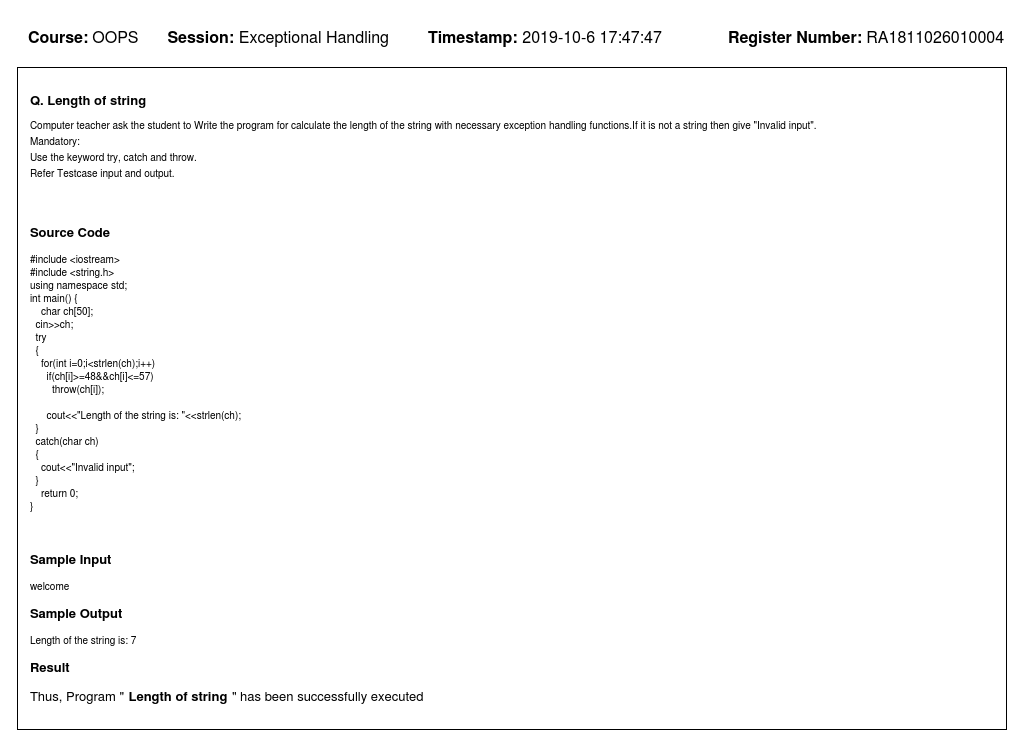 Course: OOPS Session: Exceptional Handling Timestamp: 2019-10-6 17:47:47 Register Number: RA1811026010004
Q. Length of string
Computer teacher ask the student to Write the program for calculate the length of the string with necessary exception handling functions.If it is not a string then give "Invalid input".
Mandatory:
Use the keyword try, catch and throw.
Refer Testcase input and output.
Source Code
#include <iostream>
#include <string.h>
using namespace std;
int main() {
char ch[50];
cin>>ch;
try
{
for(int i=0;i<strlen(ch);i++)
if(ch[i]>=48&&ch[i]<=57)
throw(ch[i]);
cout<<"Length of the string is: "<<strlen(ch);
}
catch(char ch)
{
cout<<"Invalid input";
}
return 0;
}
Sample Input
welcome
Sample Output
Length of the string is: 7
Result
Thus, Program " Length of string " has been successfully executed